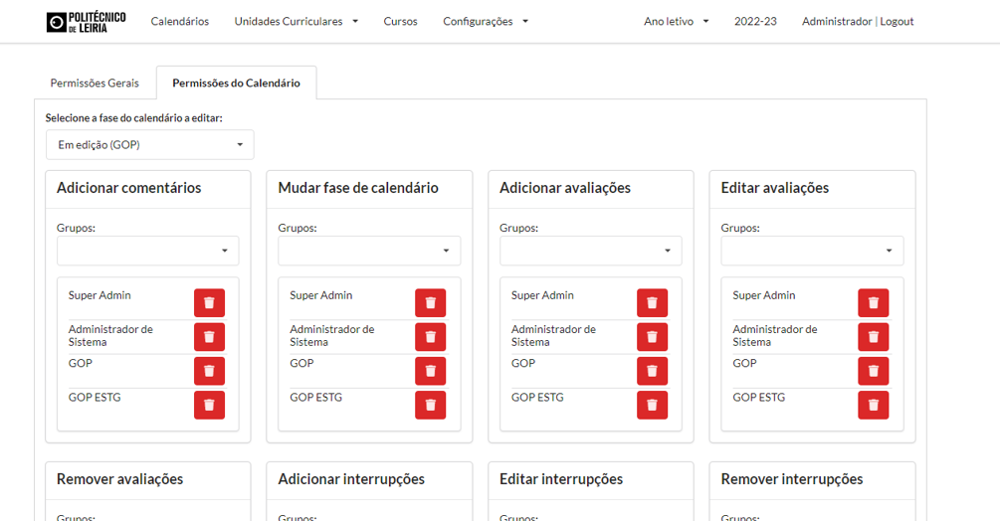 POLITÉCNICO
DE LEIRIA
Calendários
Unidades Curriculares
Cursos
Configurações
Ano letivo
2022-23
Administrador | Logout
Permissões Gerais
Permissões do Calendário
Selecione a fase do calendário a editar:
Em edição (GOP)
Adicionar comentários
Grupos:
Super Admin
Administrador de
Sistema
GOP
GOP ESTG
Mudar fase de calendário
Grupos:
Super Admin
Administrador de
Sistema
GOP
GOP ESTG
Adicionar avaliações
Grupos:
Super Admin
Administrador de
Sistema
GOP
GOP ESTG
Editar avaliações
Grupos:
Super Admin
Administrador de
Sistema
GOP
GOP ESTG
Remover avaliações
Grupos:
Adicionar interrupções
Grupos:
Editar interrupções
Grupos:
Remover interrupções
Grupos: